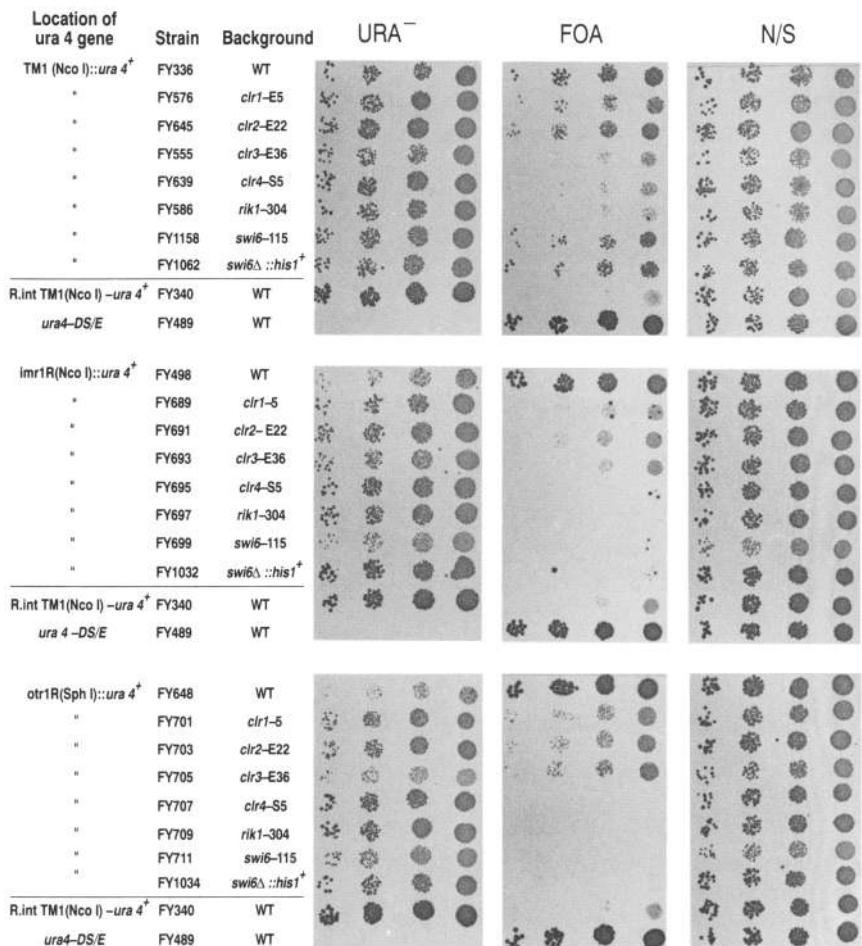 Location of ura 4 gene Strain Background URA⁻ FOA N/S
TM1 (Nco I)::ura 4⁺ FY336 WT
" FY576 clr1–E5
" FY645 clr2–E22
" FY555 clr3–E36
" FY639 clr4–S5
" FY586 rik1–304
" FY1158 swi6–115
" FY1062 swi6Δ ::his1⁺
R.int TM1(Nco I) –ura 4⁺ FY340 WT
ura4–DS/E FY489 WT
imr1R(Nco I)::ura 4⁺ FY498 WT
" FY689 clr1–5
" FY691 clr2– E22
" FY693 clr3–E36
" FY695 clr4–S5
" FY697 rik1–304
" FY699 swi6–115
" FY1032 swi6Δ ::his1⁺
R.int TM1(Nco I) –ura 4⁺ FY340 WT
ura 4 –DS/E FY489 WT
otr1R(Sph I)::ura 4⁺ FY648 WT
" FY701 clr1–5
" FY703 clr2–E22
" FY705 clr3–E36
" FY707 clr4–S5
" FY709 rik1–304
" FY711 swi6–115
" FY1034 swi6Δ ::his1⁺
R.int TM1(Nco I) –ura 4⁺ FY340 WT
ura4–DS/E FY489 WT